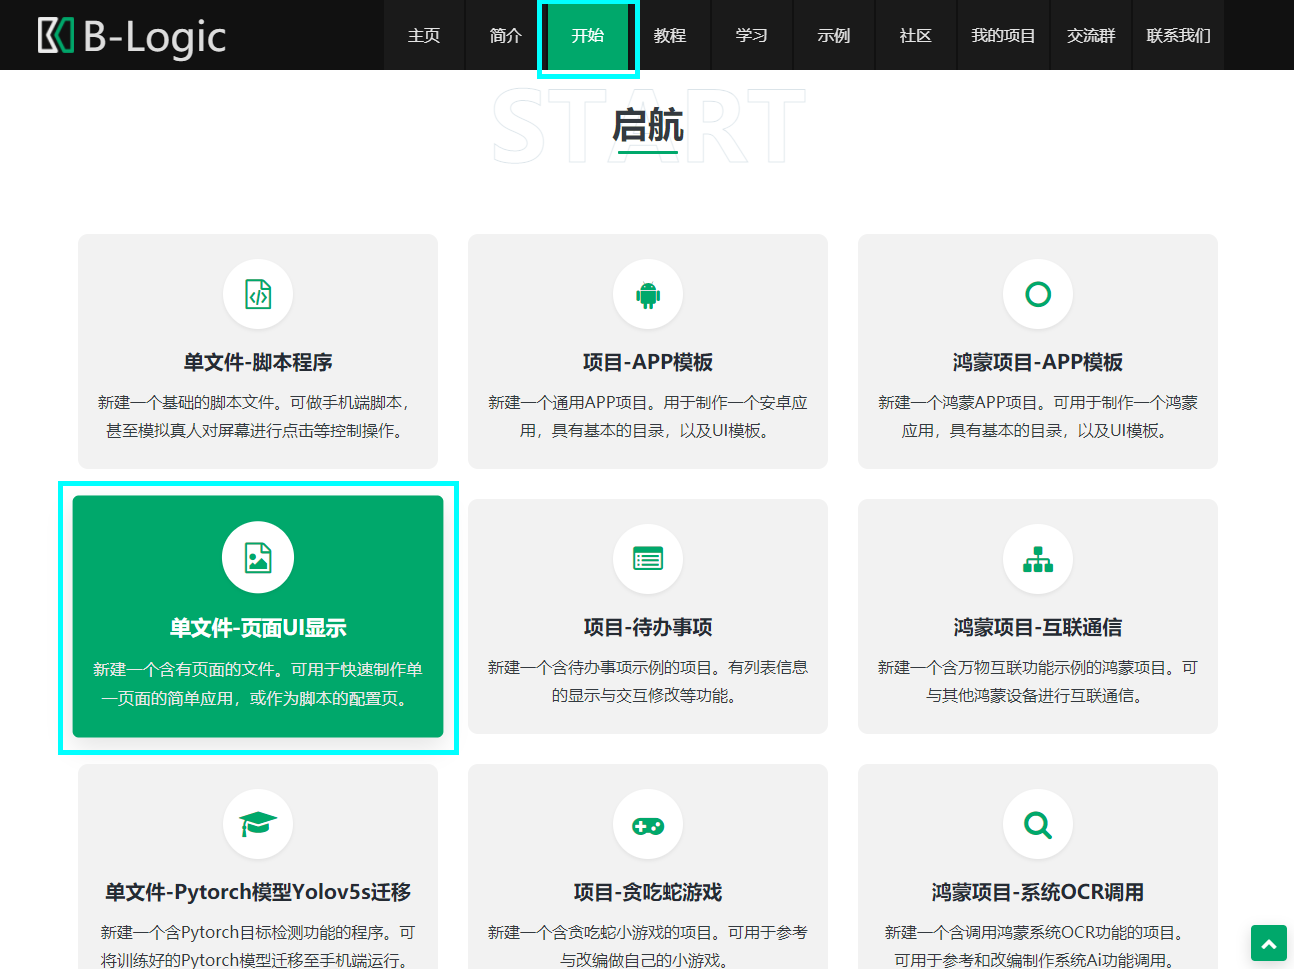 B-Logic
主页 简介 开始 教程 学习 示例 社区 我的项目 交流群 联系我们
START
启航
单文件-脚本程序
新建一个基础的脚本文件。可做手机端脚本，
甚至模拟真人对屏幕进行点击等控制操作。
项目-APP模板
新建一个通用APP项目。用于制作一个安卓应
用，具有基本的目录，以及UI模板。
鸿蒙项目-APP模板
新建一个鸿蒙APP项目。可用于制作一个鸿蒙
应用，具有基本的目录，以及UI模板。
单文件-页面UI显示
新建一个含有页面的文件。可用于快速制作单
一页面的简单应用，或作为脚本的配置页。
项目-待办事项
新建一个含待办事项示例的项目。有列表信息
的显示与交互修改等功能。
鸿蒙项目-互联通信
新建一个含万物互联功能示例的鸿蒙项目。可
与其他鸿蒙设备进行互联通信。
单文件-Pytorch模型Yolov5s迁移
新建一个含Pytorch目标检测功能的程序。可
将训练好的Pytorch模型迁移至手机端运行。
项目-贪吃蛇游戏
新建一个含贪吃蛇小游戏的项目。可用于参考
与改编做自己的小游戏。
鸿蒙项目-系统OCR调用
新建一个含调用鸿蒙系统OCR功能的项目。
可用于参考和改编制作系统Ai功能调用。